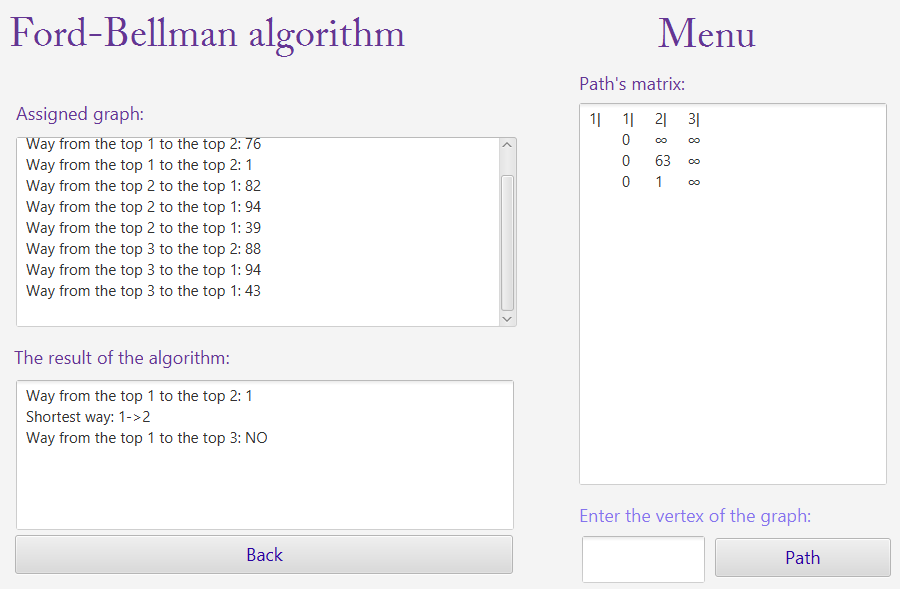 Ford-Bellman algorithm
Menu
Assigned graph:
Way from the top 1 to the top 2: 76
Way from the top 1 to the top 2: 1
Way from the top 2 to the top 1: 82
Way from the top 2 to the top 1: 94
Way from the top 2 to the top 1: 39
Way from the top 3 to the top 2: 88
Way from the top 3 to the top 1: 94
Way from the top 3 to the top 1: 43
The result of the algorithm:
Way from the top 1 to the top 2: 1
Shortest way: 1->2
Way from the top 1 to the top 3: NO
Back
Path's matrix:
1| 1| 2| 3|
0 ∞ ∞
0 63 ∞
0 1 ∞
Enter the vertex of the graph:
Path